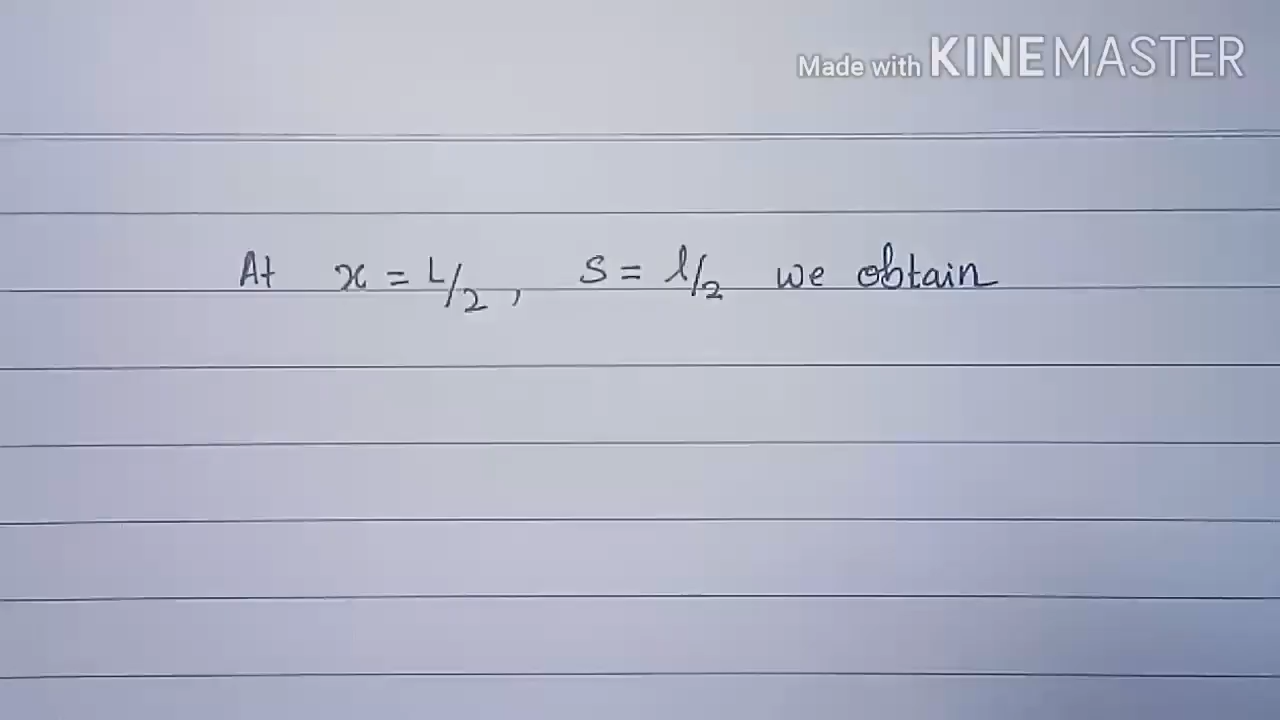 Made with KINEMASTER
At x = L/2, S = l/2 we obtain